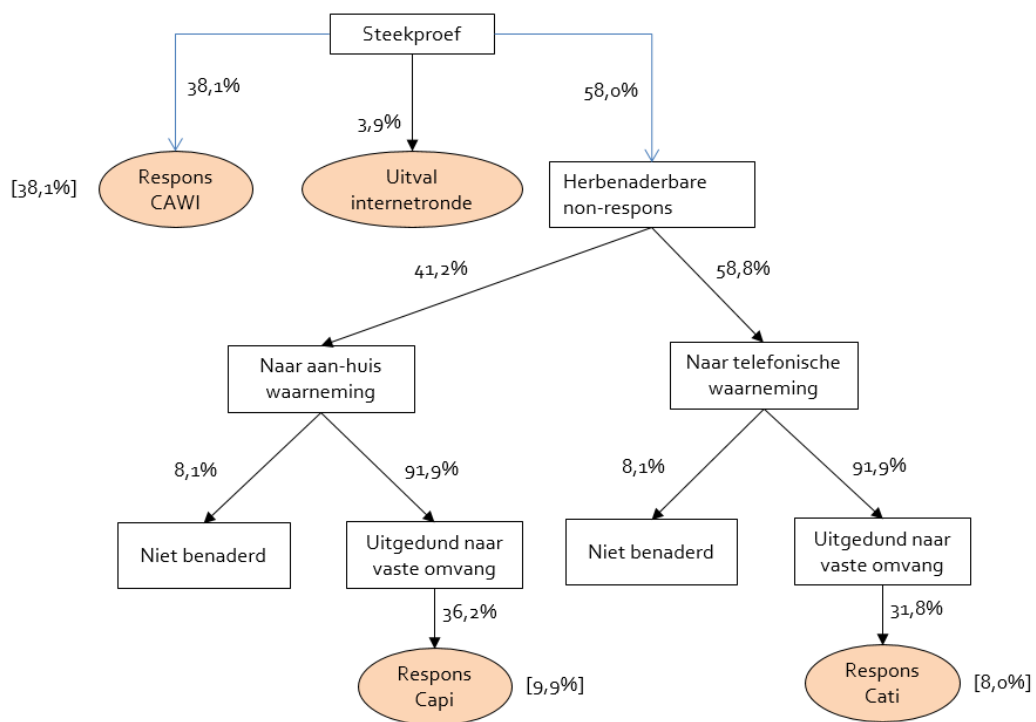 Steekproef
38,1%
58,0%
3,9%
[38,1%]
Respons
CAWI
Uitval
internetronde
Herbenaderbare
non-respons
41,2%
58,8%
Naar aan-huis
waarneming
Naar telefonische
waarneming
8,1%
91,9%
8,1%
91,9%
Niet benaderd
Uitgedund naar
vaste omvang
Niet benaderd
Uitgedund naar
vaste omvang
36,2%
31,8%
Respons
Capi
[9,9%]
Respons
Cati
[8,0%]